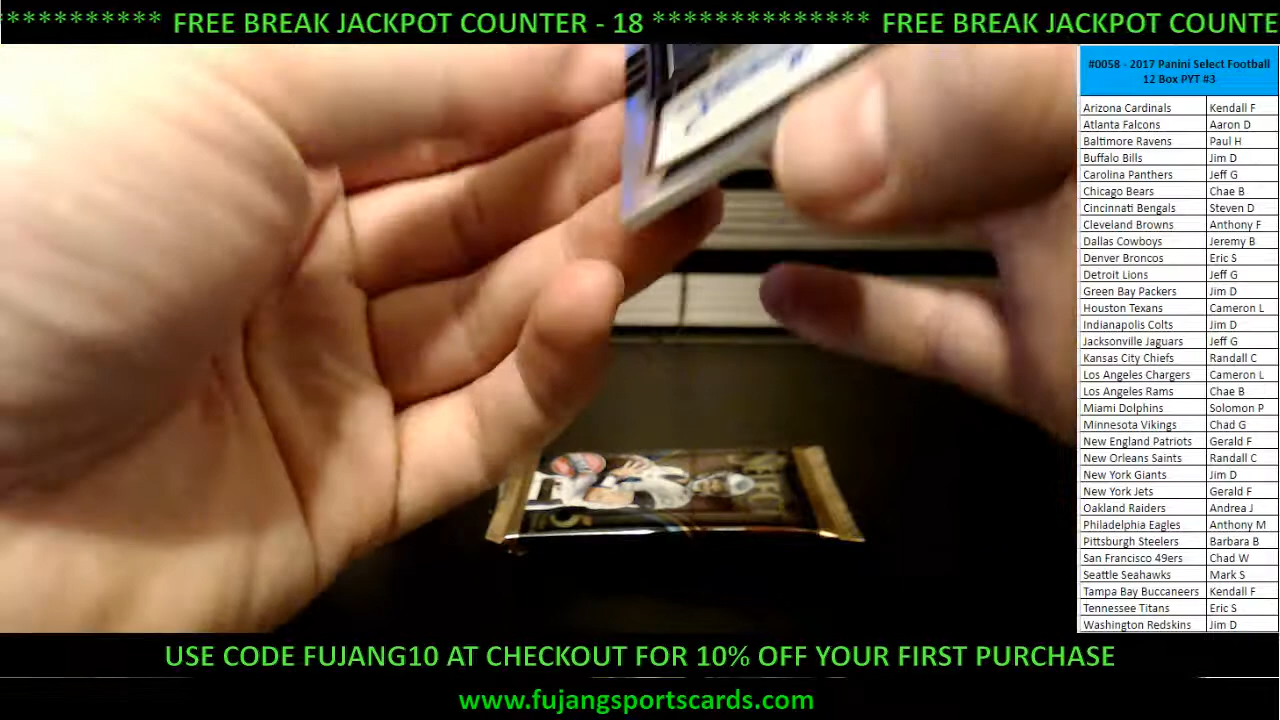 ********** FREE BREAK JACKPOT COUNTER - 18 ************** FREE BREAK JACKPOT COUNTE
#0058 - 2017 Panini Select Football
12 Box PYT #3
Arizona Cardinals Kendall F
Atlanta Falcons Aaron D
Baltimore Ravens Paul H
Buffalo Bills Jim D
Carolina Panthers Jeff G
Chicago Bears Chae B
Cincinnati Bengals Steven D
Cleveland Browns Anthony F
Dallas Cowboys Jeremy B
Denver Broncos Eric S
Detroit Lions Jeff G
Green Bay Packers Jim D
Houston Texans Cameron L
Indianapolis Colts Jim D
Jacksonville Jaguars Jeff G
Kansas City Chiefs Randall C
Los Angeles Chargers Cameron L
Los Angeles Rams Chae B
Miami Dolphins Solomon P
Minnesota Vikings Chad G
New England Patriots Gerald F
New Orleans Saints Randall C
New York Giants Jim D
New York Jets Gerald F
Oakland Raiders Andrea J
Philadelphia Eagles Anthony M
Pittsburgh Steelers Barbara B
San Francisco 49ers Chad W
Seattle Seahawks Mark S
Tampa Bay Buccaneers Kendall F
Tennessee Titans Eric S
Washington Redskins Jim D
USE CODE FUJANG10 AT CHECKOUT FOR 10% OFF YOUR FIRST PURCHASE
www.fujangsportscards.com